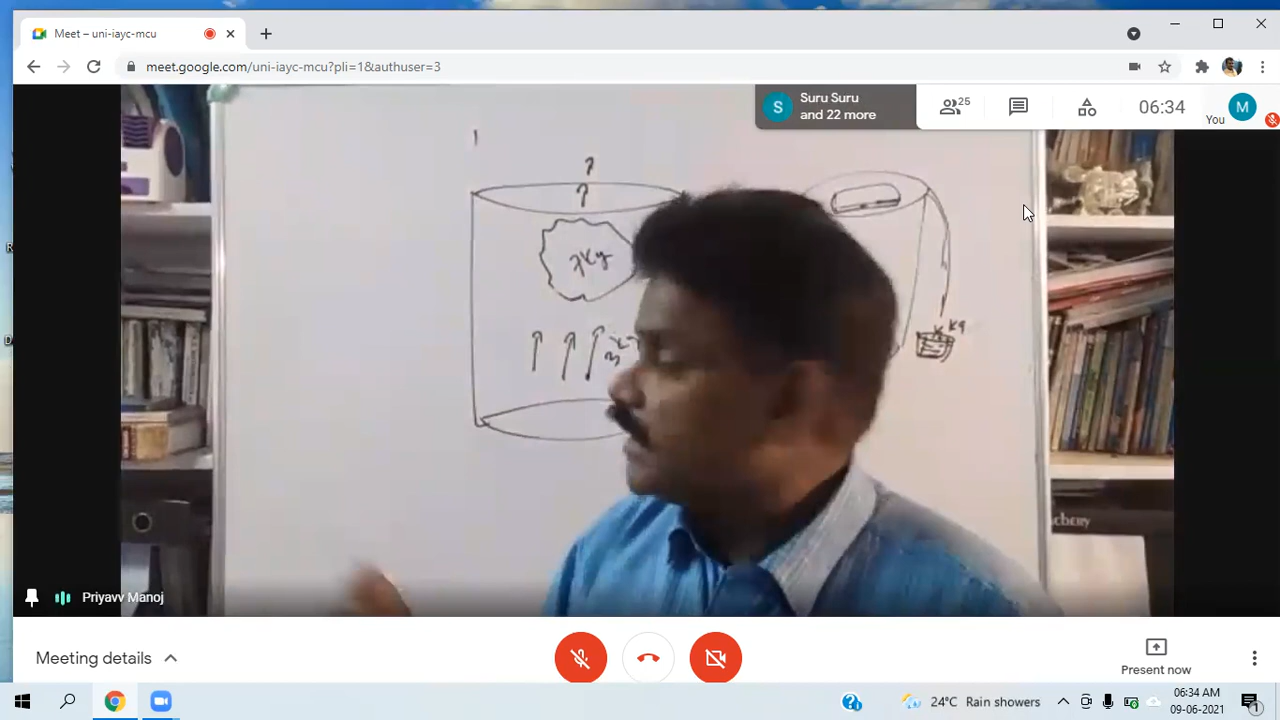 Meet – uni-iayc-mcu
meet.google.com/uni-iayc-mcu?pli=1&authuser=3
S
Suru Suru
and 22 more
25
06:34
You
M
Kg
Priyavv Manoj
Meeting details
Present now
24°C Rain showers
06:34 AM
09-06-2021
1